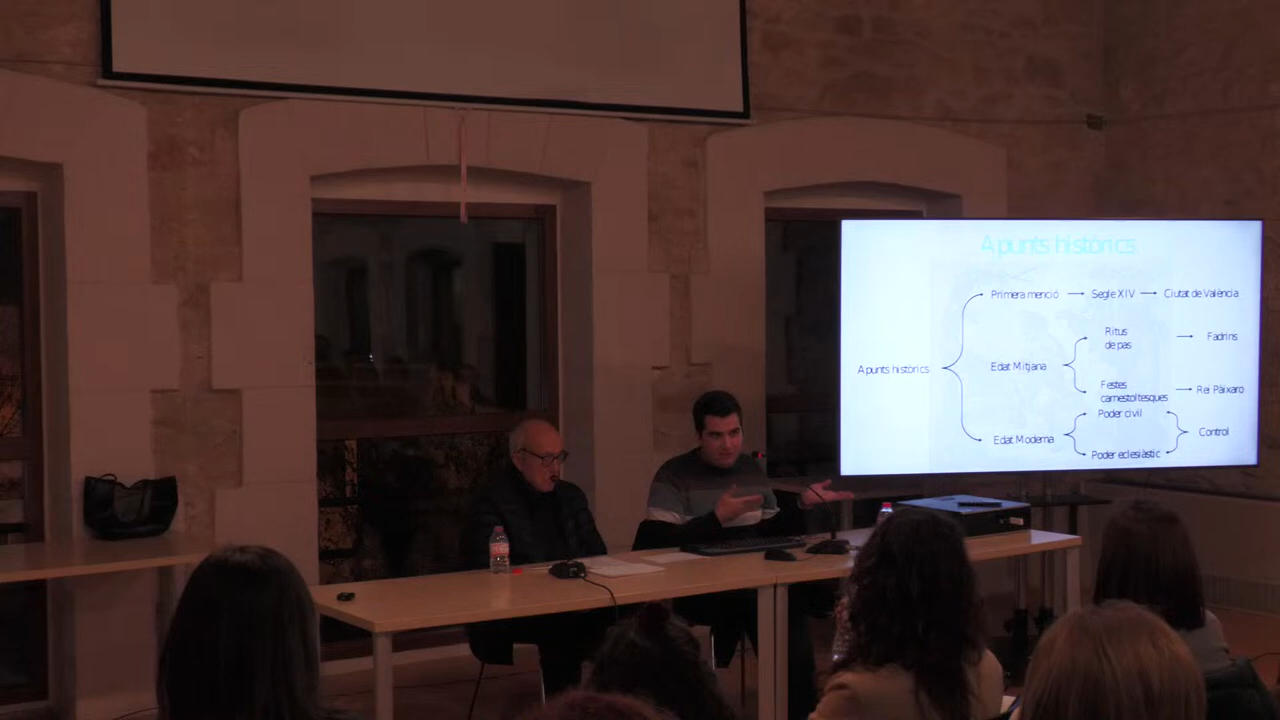 Apunts històrics
Primera menció → Segle XIV → Ciutat de València
Ritus
de pas → Fadrins
Apunts històrics
Edat Mitjana
Festes
carnestoltesques → Rei Pàixaro
Poder civil
Edat Moderna
Control
Poder eclesiàstic